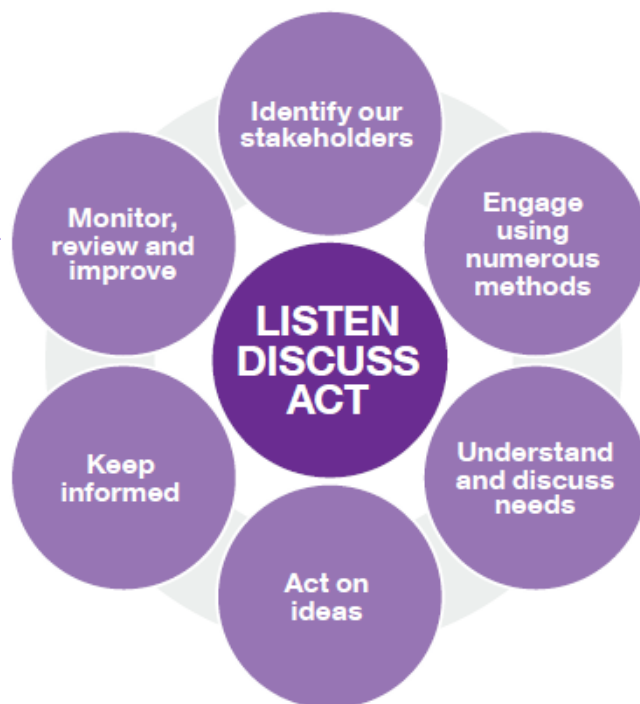 Identify our
stakeholders
Engage
using
numerous
methods
Understand
and discuss
needs
Act on
ideas
Keep
informed
Monitor,
review and
improve
LISTEN
DISCUSS
ACT